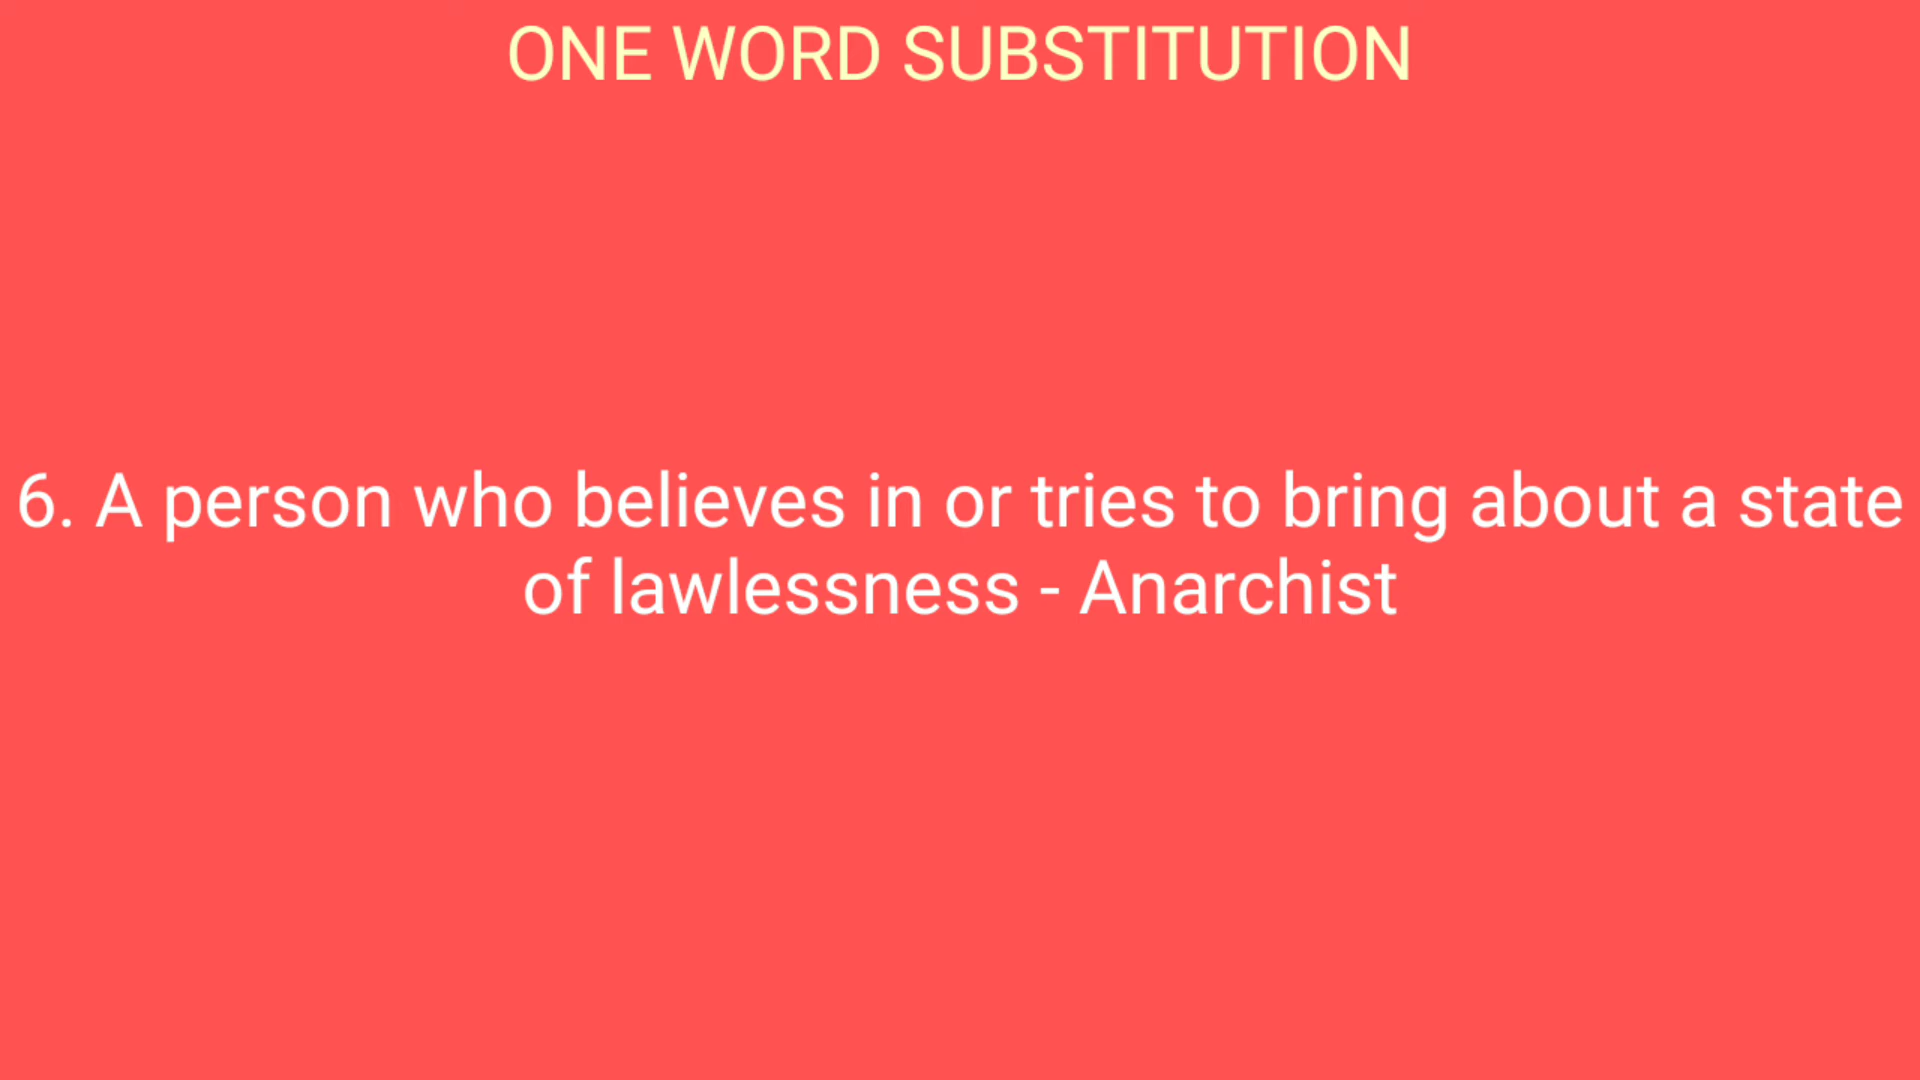 ONE WORD SUBSTITUTION
6. A person who believes in or tries to bring about a state
of lawlessness - Anarchist